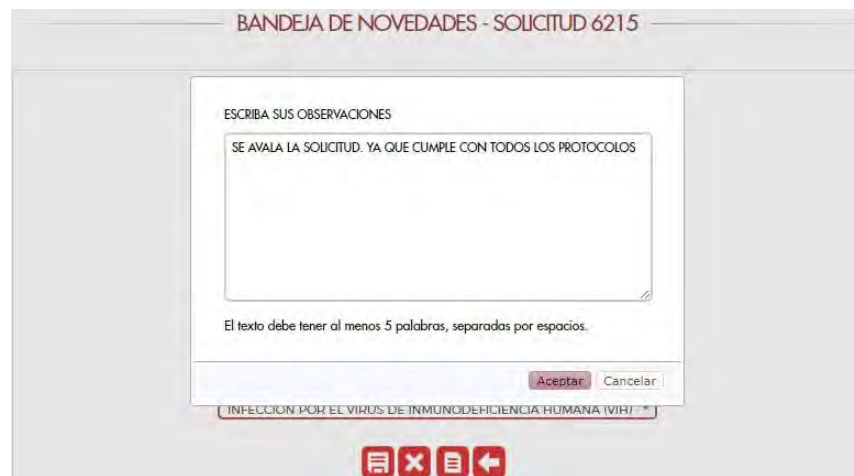 BANDEJA DE NOVEDADES - SOLICITUD 6215
ESCRIBA SUS OBSERVACIONES
SE AVALA LA SOLICITUD. YA QUE CUMPLE CON TODOS LOS PROTOCOLOS
El texto debe tener al menos 5 palabras, separadas por espacios.
Aceptar Cancelar
INFECCION POR EL VIRUS DE INMUNODEFICIENCIA HUMANA (VIH)